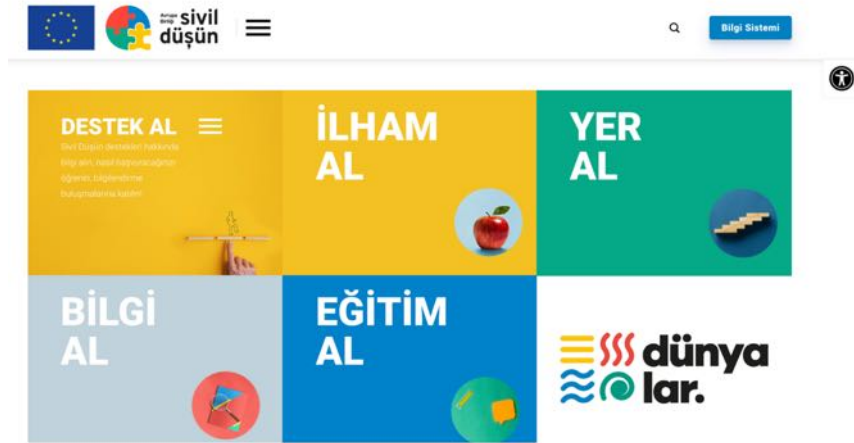 Avrupa
Birliği
sivil
düşün
Bilgi Sistemi
DESTEK AL
Sivil Düşün destekleri hakkında
bilgi alın, nasıl başvuracağınızı
öğrenin, bilgilendirme
buluşmalarına katılın!
İLHAM
AL
YER
AL
BİLGİ
AL
EĞİTİM
AL
dünya
lar.